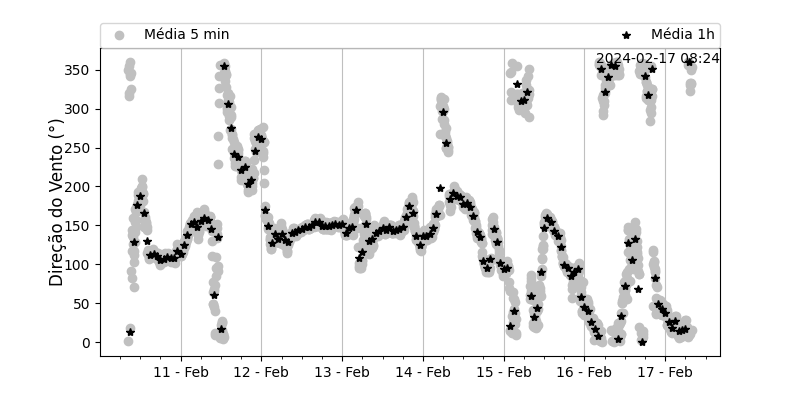 Média 5 min
Média 1h
2024-02-17 08:24
Direção do Vento (°)
350
300
250
200
150
100
50
0
11 - Feb
12 - Feb
13 - Feb
14 - Feb
15 - Feb
16 - Feb
17 - Feb